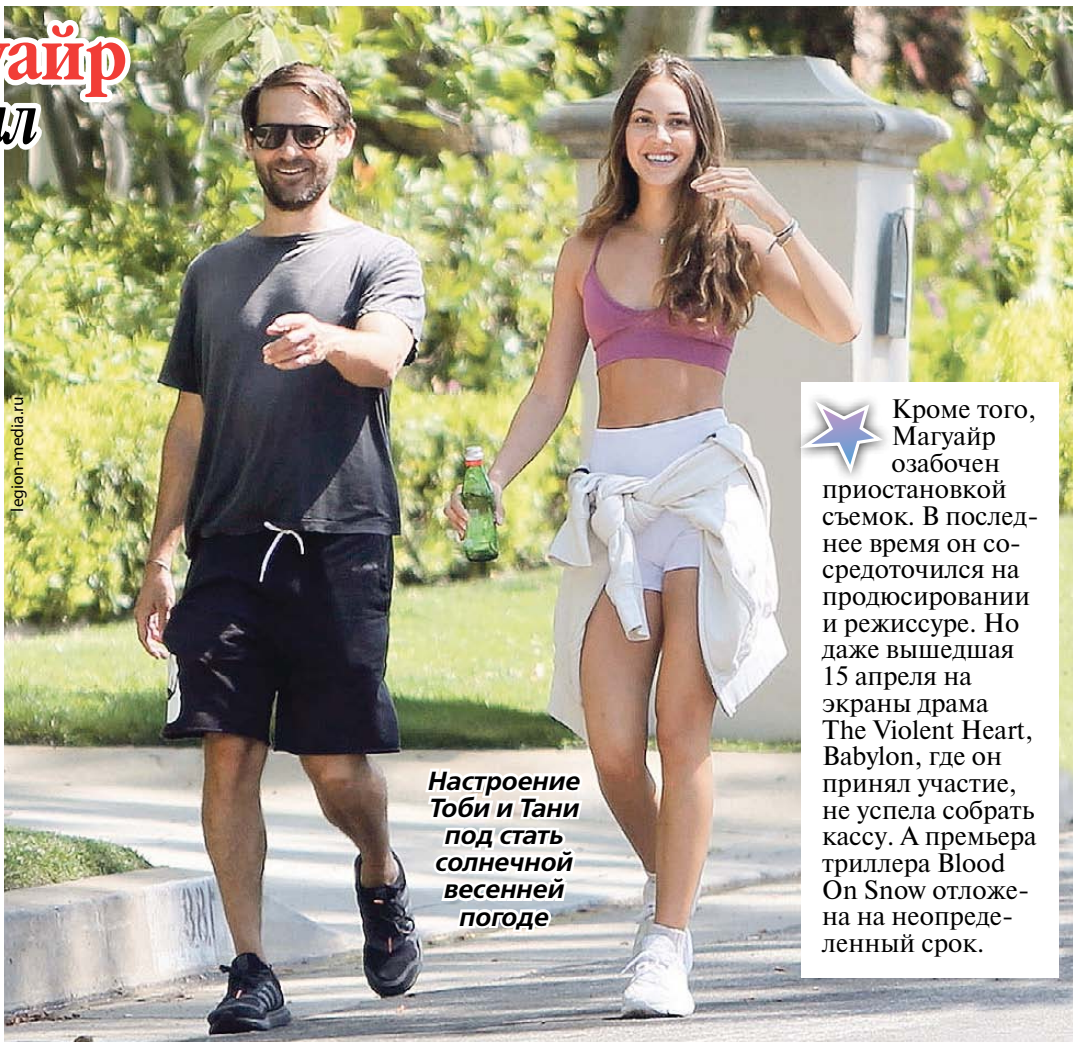 уайр
ил
legion-media.ru
Настроение
Тоби и Тани
под стать
солнечной
весенней
погоде
Кроме того,
Магуайр
озабочен
приостановкой
съемок. В послед-
нее время он со-
средоточился на
продюсировании
и режиссуре. Но
даже вышедшая
15 апреля на
экраны драма
The Violent Heart,
Babylon, где он
принял участие,
не успела собрать
кассу. А премьера
триллера Blood
On Snow отложе-
на на неопреде-
ленный срок.
381